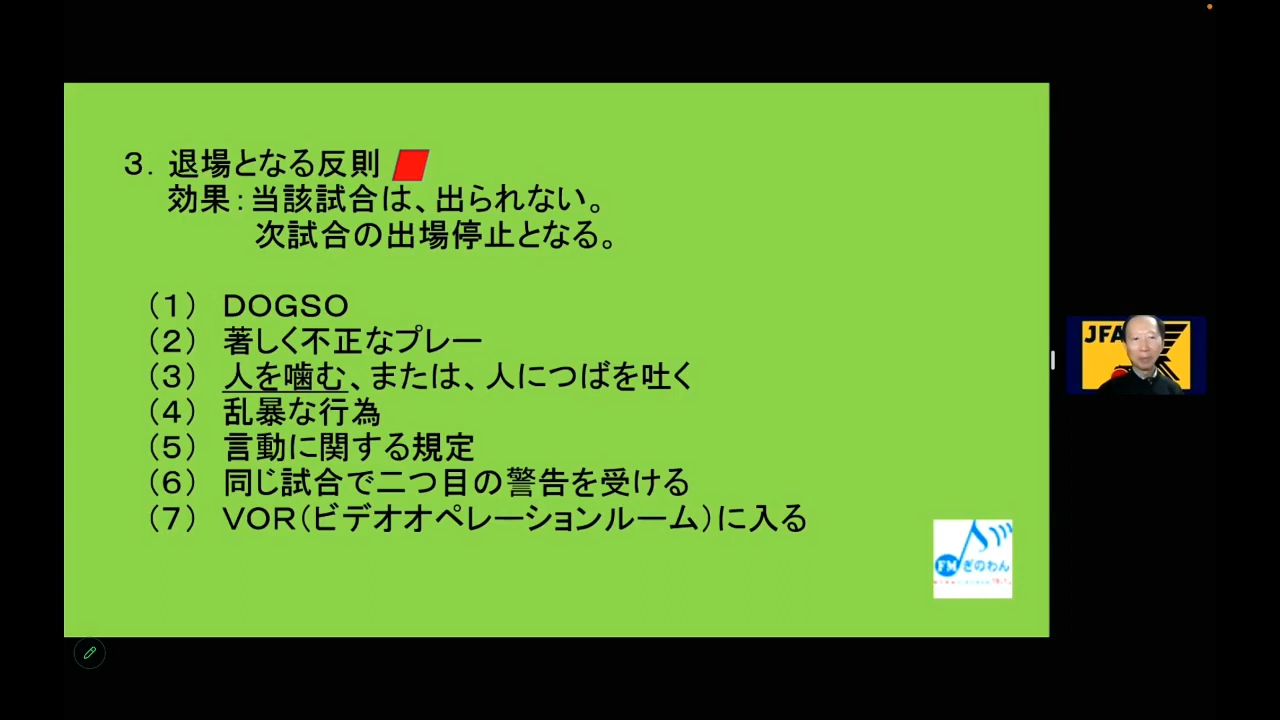 ３．退場となる反則
効果：当該試合は、出られない。
次試合の出場停止となる。
（１） ＤＯＧＳＯ
（２） 著しく不正なプレー
（３） 人を噛む、または、人につばを吐く
（４） 乱暴な行為
（５） 言動に関する規定
（６） 同じ試合で二つ目の警告を受ける
（７） ＶＯＲ（ビデオオペレーションルーム）に入る
JFA
FMぎのわん